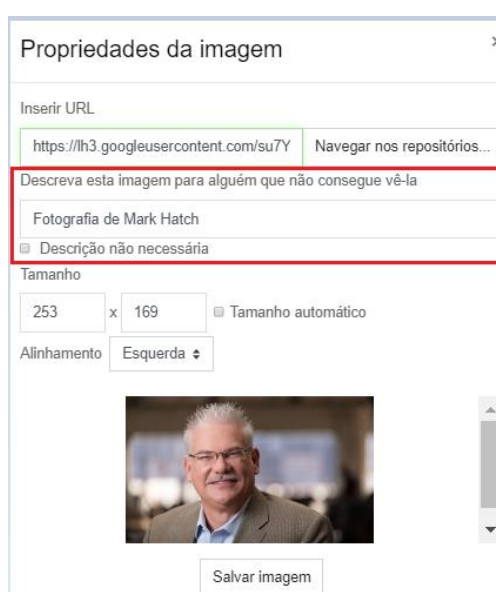 Propriedades da imagem
Inserir URL
https://lh3.googleusercontent.com/su7Y Navegar nos repositórios...
Descreva esta imagem para alguém que não consegue vê-la
Fotografia de Mark Hatch
Descrição não necessária
Tamanho
253 x 169 Tamanho automático
Alinhamento Esquerda
Salvar imagem